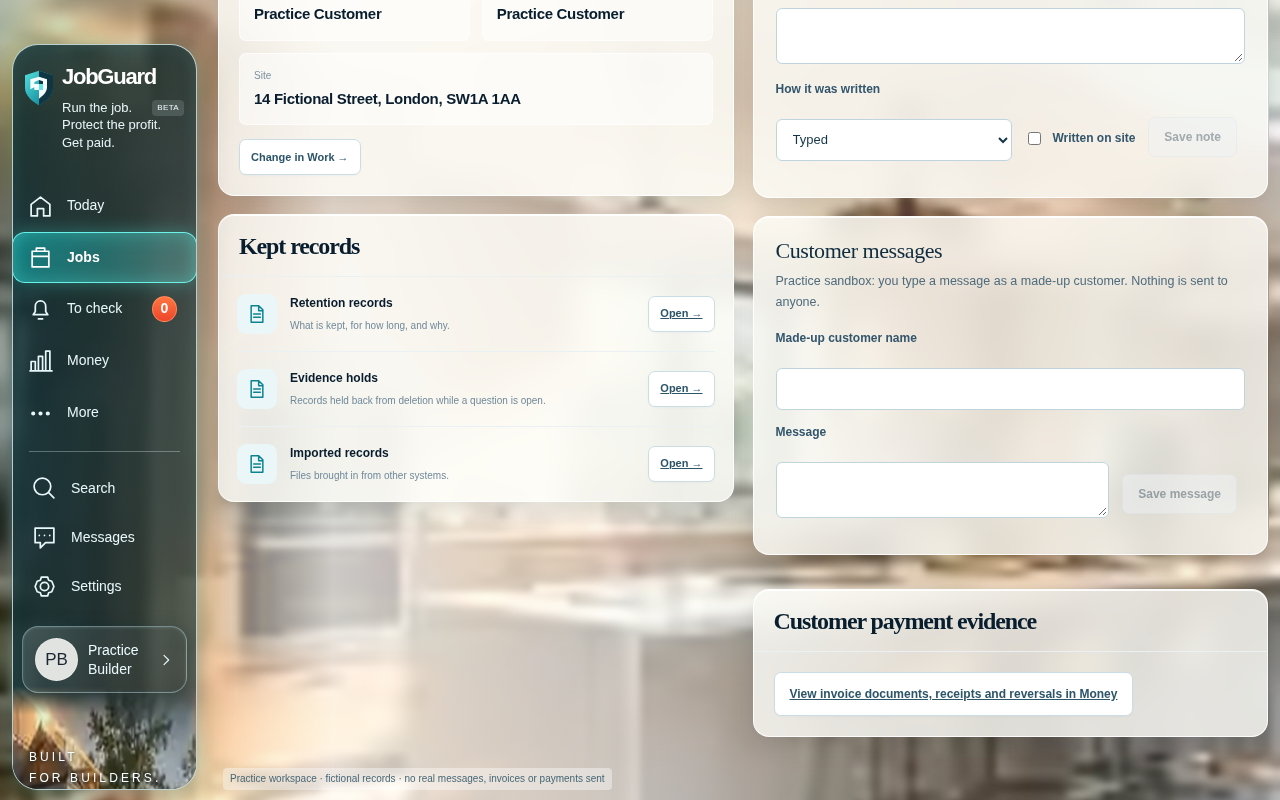 JobGuard
Run the job.
BETA
Protect the profit.
Get paid.
Today
Jobs
To check
0
Money
More
Search
Messages
Settings
PB
Practice
Builder
BUILT
FOR BUILDERS.
Practice Customer
Practice Customer
Site
14 Fictional Street, London, SW1A 1AA
Change in Work →
Kept records
Retention records
What is kept, for how long, and why.
Open →
Evidence holds
Records held back from deletion while a question is open.
Open →
Imported records
Files brought in from other systems.
Open →
How it was written
Typed
Written on site
Save note
Customer messages
Practice sandbox: you type a message as a made-up customer. Nothing is sent to
anyone.
Made-up customer name
Message
Save message
Customer payment evidence
View invoice documents, receipts and reversals in Money
Practice workspace · fictional records · no real messages, invoices or payments sent